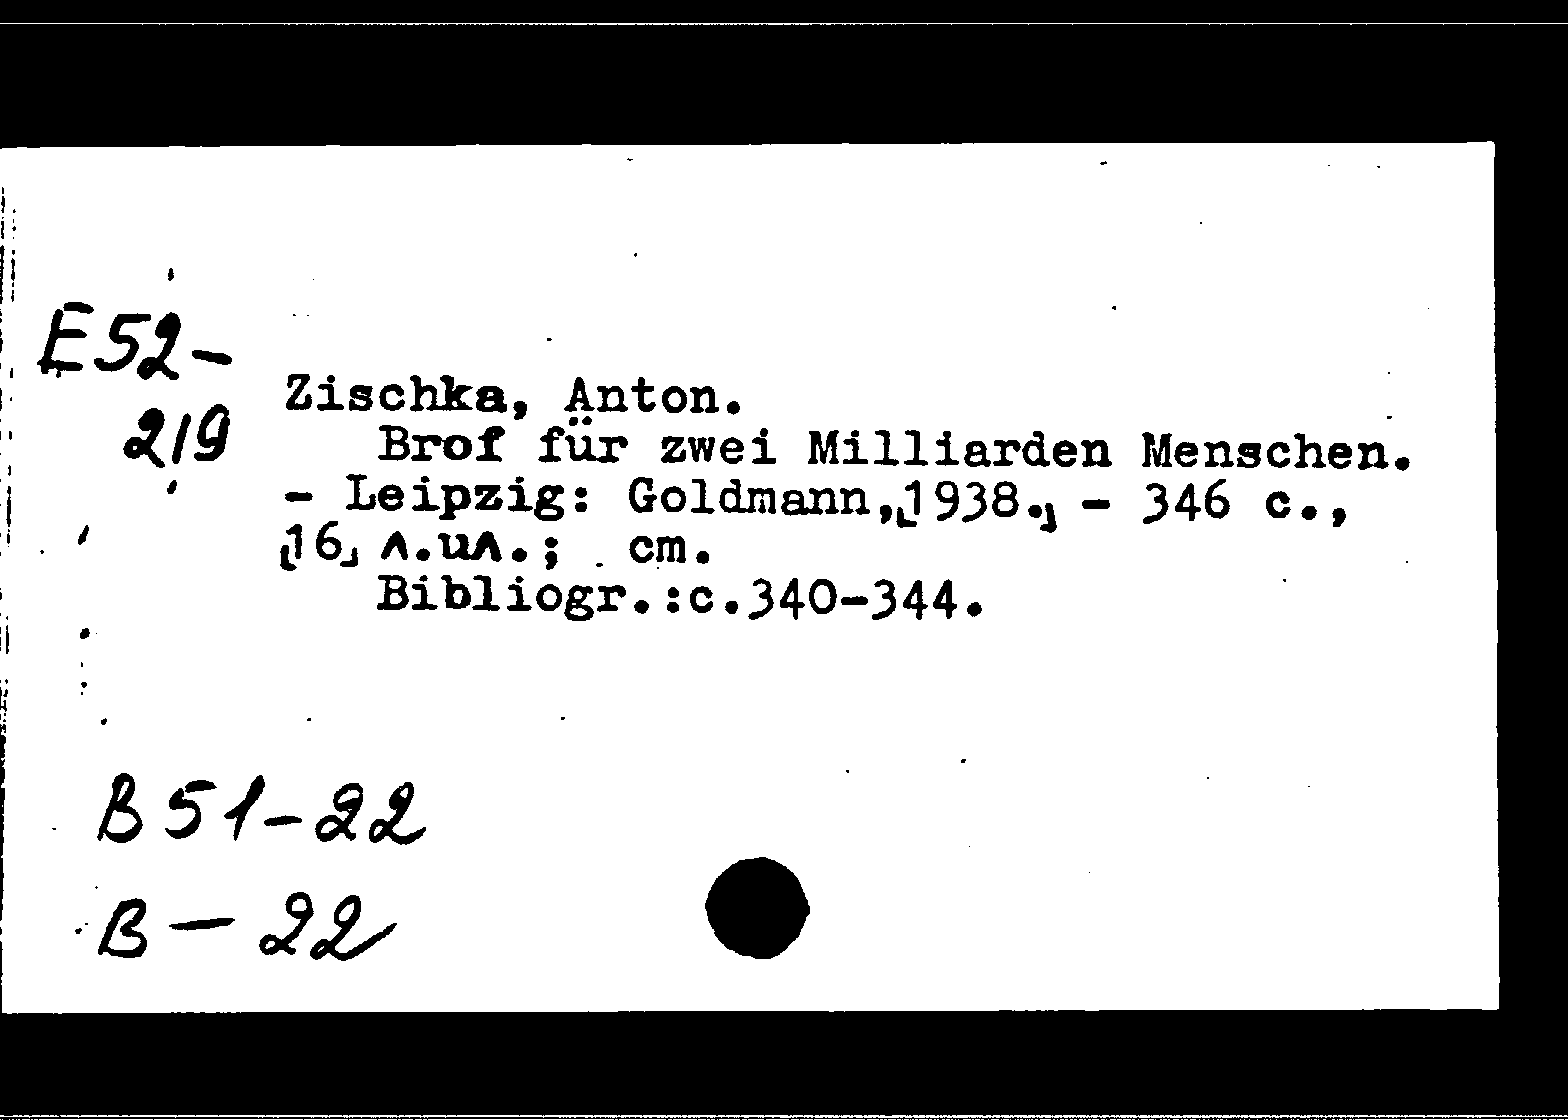 E52-
219
Zischka, Anton.
Brof für zwei Milliarden Menschen.
- Leipzig: Goldmann,[1938.] - 346 c.,
[16] л.ил.; cm.
Bibliogr.:c.340-344.
B51-22
B-22